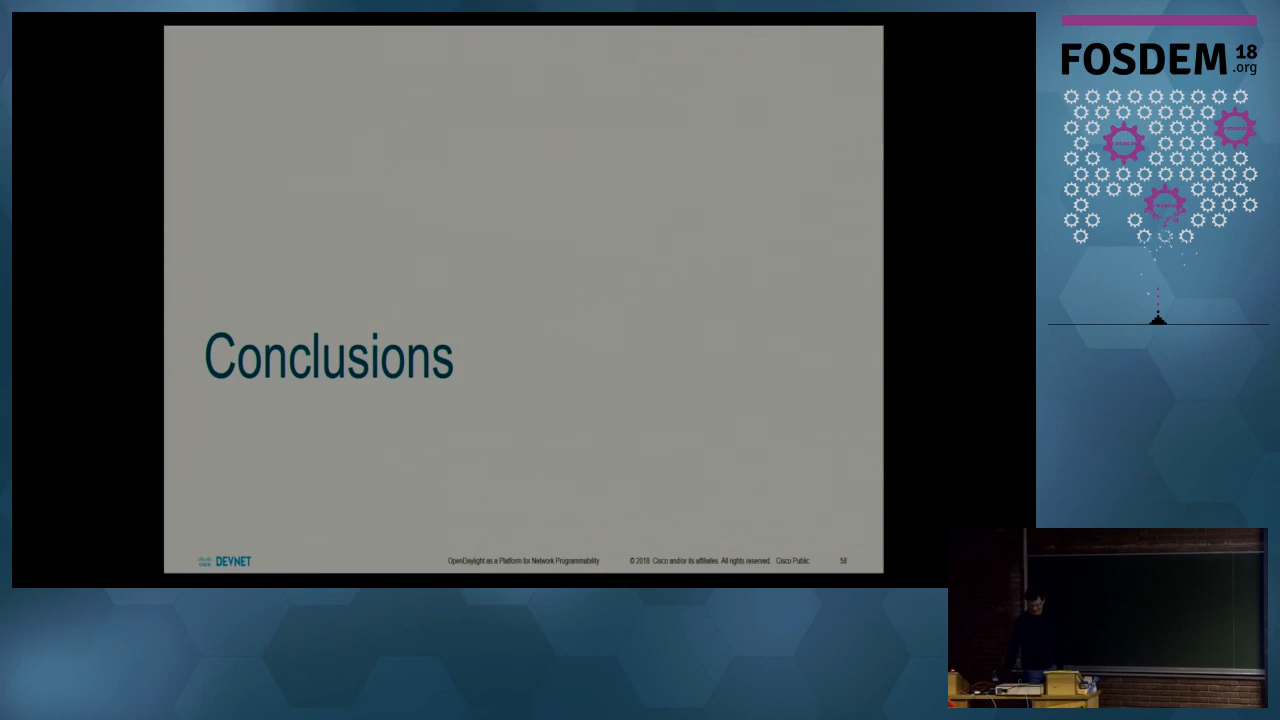 FOSDEM 18
.org
Conclusions
CISCO DEVNET
OpenDaylight as a Platform for Network Programmability
© 2018 Cisco and/or its affiliates. All rights reserved. Cisco Public
58